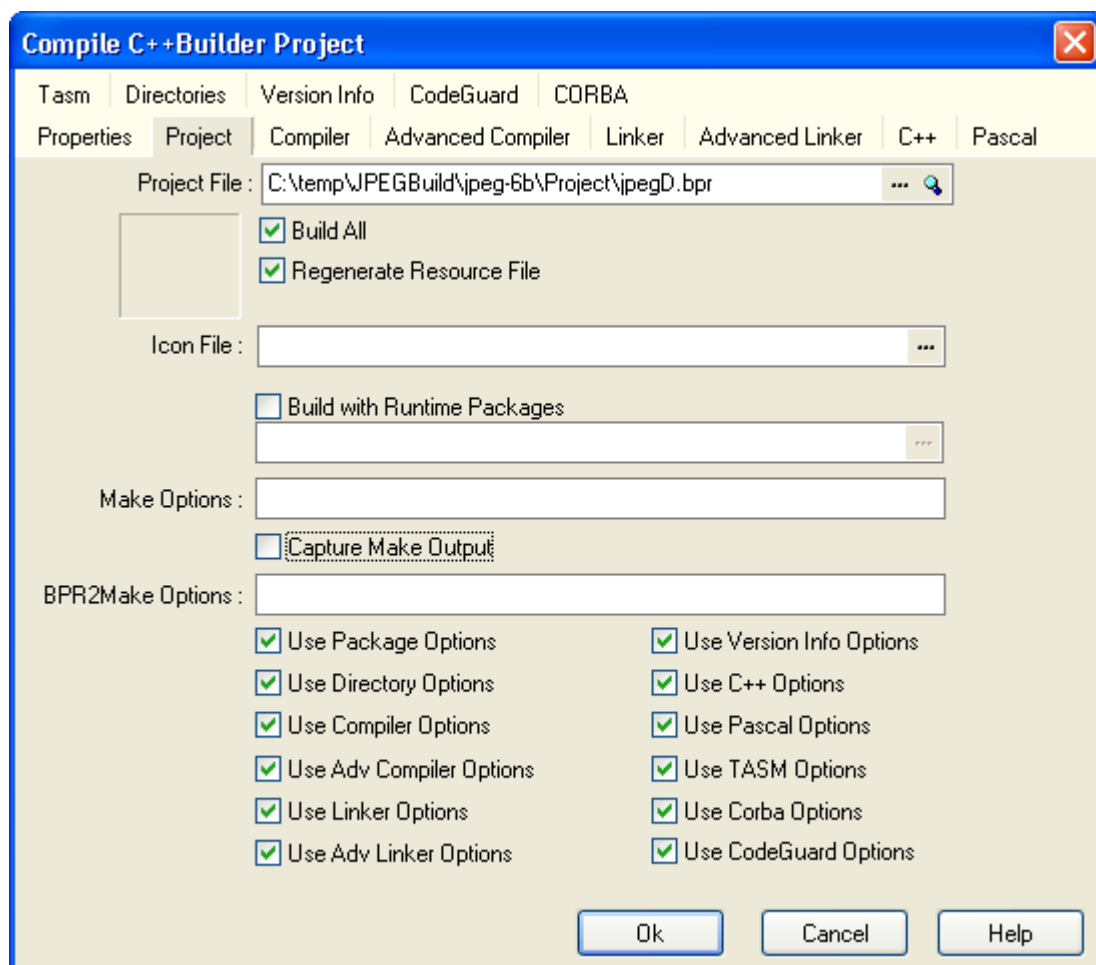 Compile C++Builder Project
Tasm Directories Version Info CodeGuard CORBA
Properties Project Compiler Advanced Compiler Linker Advanced Linker C++ Pascal
Project File : C:\temp\JPEGBuild\jpeg-6b\Project\jpegD.bpr ...
Build All
Regenerate Resource File
Icon File : ...
Build with Runtime Packages
...
Make Options :
Capture Make Output
BPR2Make Options :
Use Package Options Use Version Info Options
Use Directory Options Use C++ Options
Use Compiler Options Use Pascal Options
Use Adv Compiler Options Use TASM Options
Use Linker Options Use Corba Options
Use Adv Linker Options Use CodeGuard Options
Ok Cancel Help